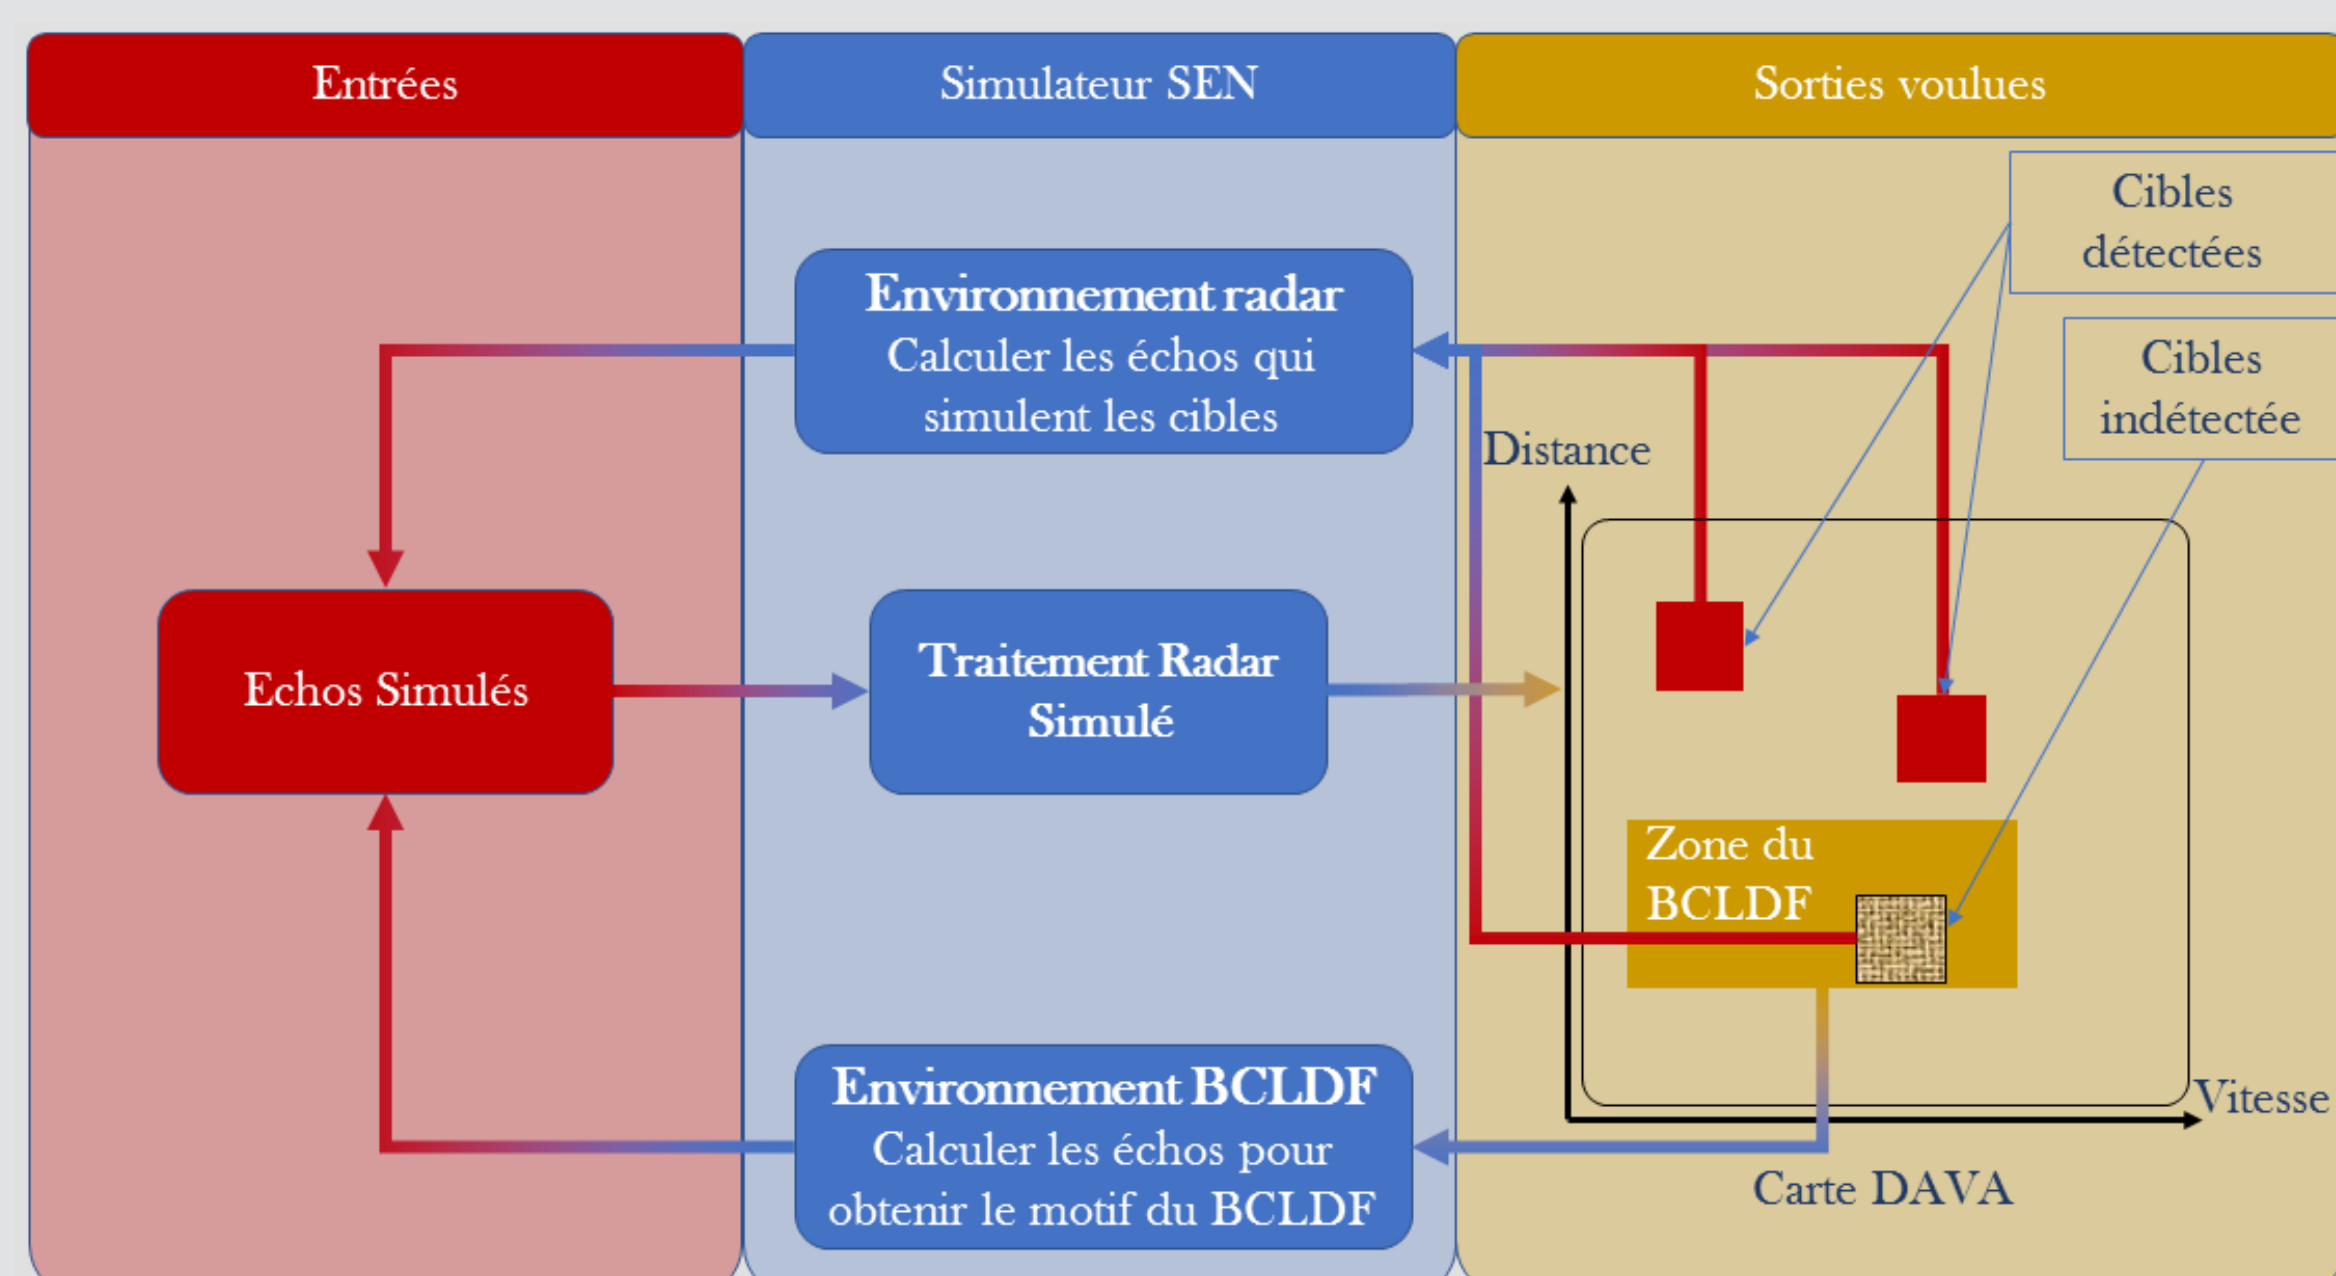 Entrées
Simulateur SEN
Sorties voulues
Environnement radar
Calculer les échos qui
simulent les cibles
Echos Simulés
Traitement Radar
Simulé
Environnement BCLDF
Calculer les échos pour
obtenir le motif du BCLDF
Cibles
détectées
Cibles
indétectée
Distance
Zone du
BCLDF
Vitesse
Carte DAVA